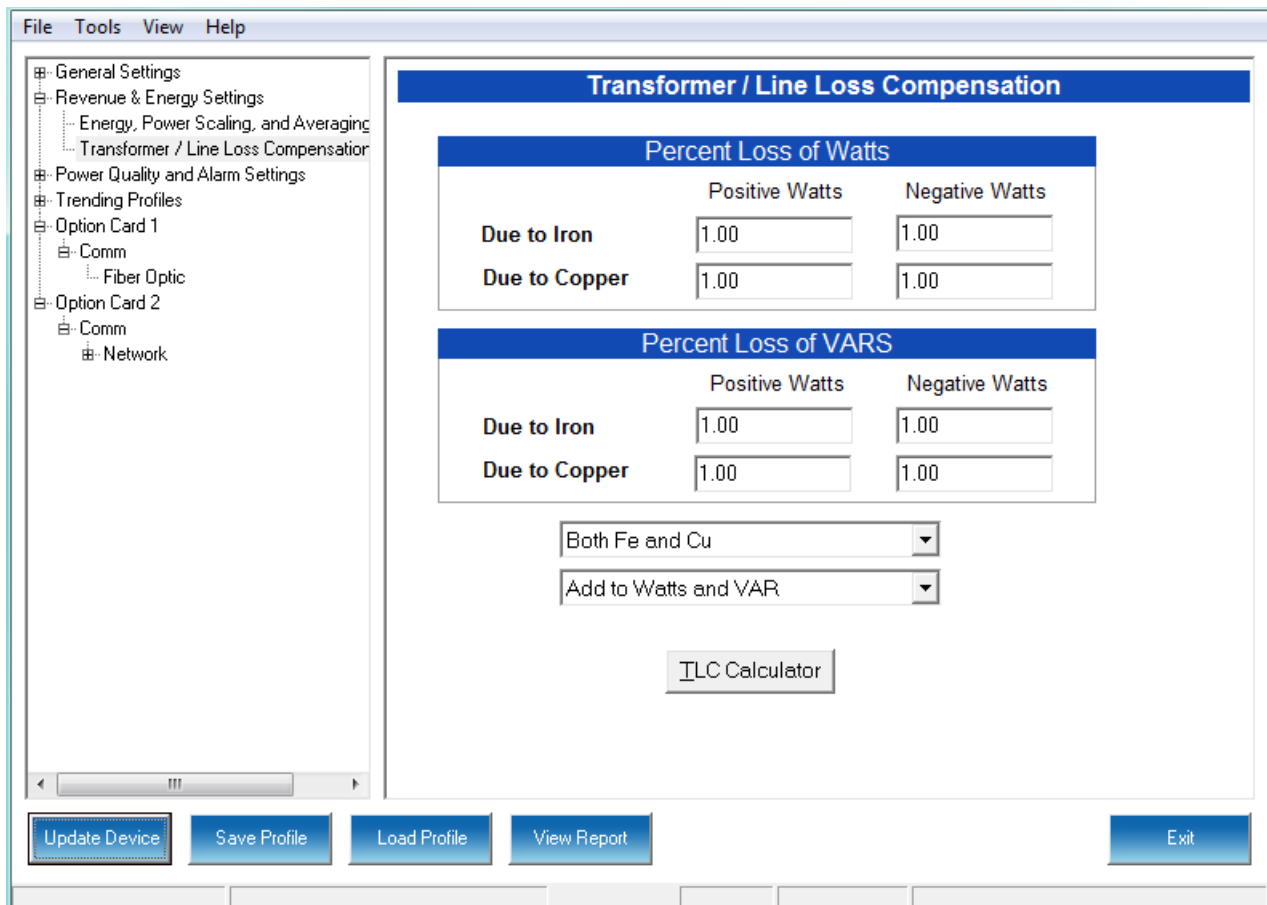 File Tools View Help
General Settings
Revenue & Energy Settings
Energy, Power Scaling, and Averaging
Transformer / Line Loss Compensation
Power Quality and Alarm Settings
Trending Profiles
Option Card 1
Comm
Fiber Optic
Option Card 2
Comm
Network
Transformer / Line Loss Compensation
Percent Loss of Watts
Positive Watts Negative Watts
Due to Iron 1.00 1.00
Due to Copper 1.00 1.00
Percent Loss of VARS
Positive Watts Negative Watts
Due to Iron 1.00 1.00
Due to Copper 1.00 1.00
Both Fe and Cu
Add to Watts and VAR
TLC Calculator
Update Device Save Profile Load Profile View Report Exit